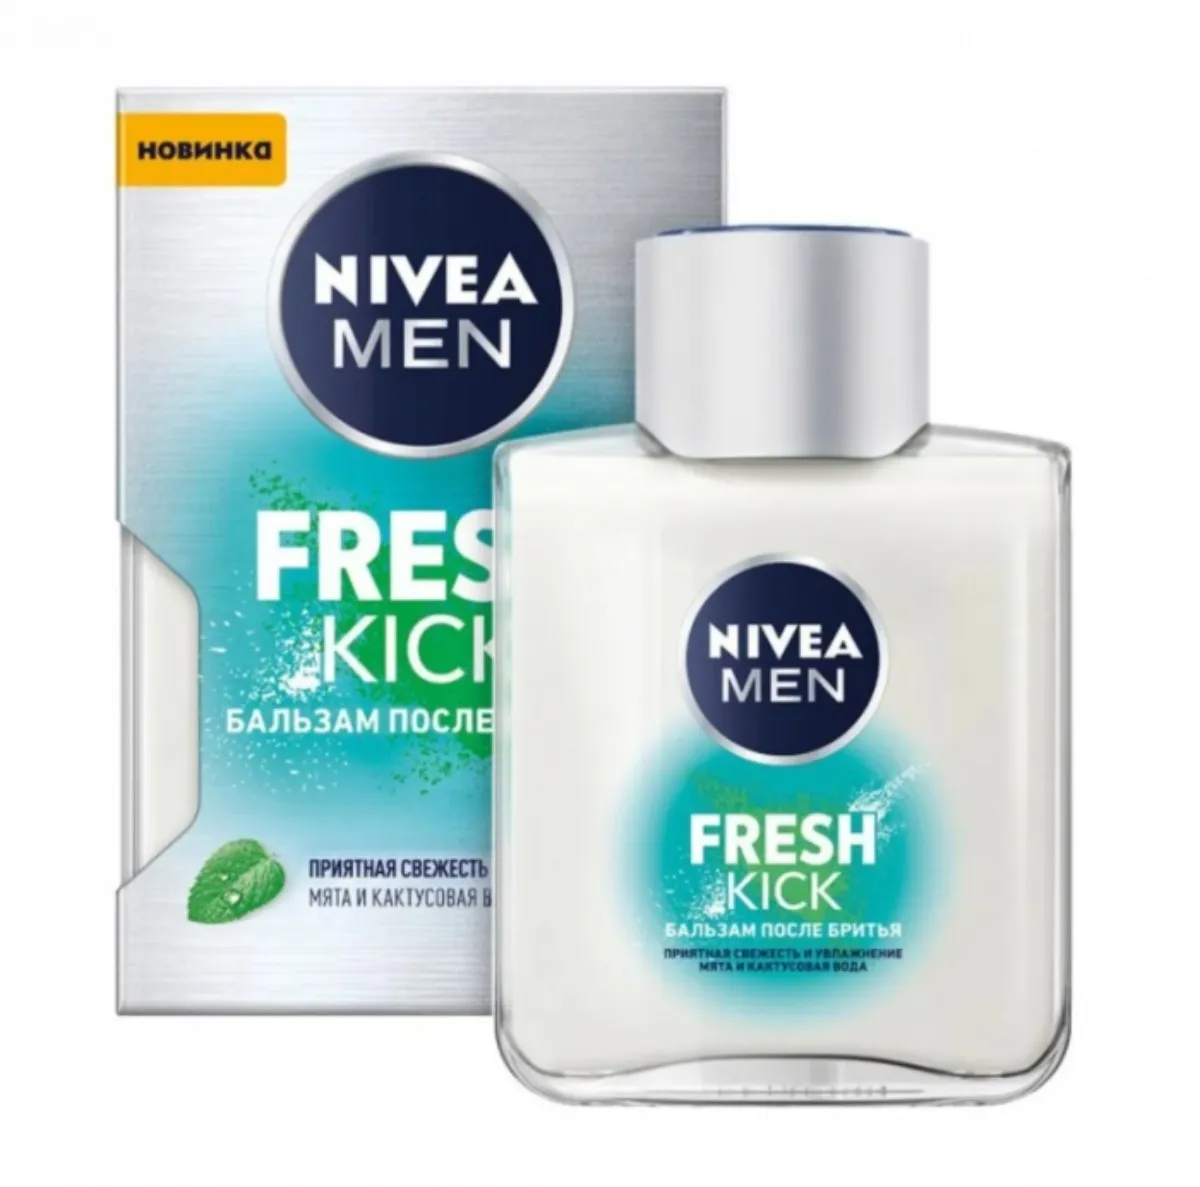 НОВИНКА
NIVEA
MEN
FRES
KICK
БАЛЬЗАМ ПОСЛЕ
ПРИЯТНАЯ СВЕЖЕСТЬ
МЯТА И КАКТУСОВАЯ
NIVEA
MEN
FRESH
KICK
БАЛЬЗАМ ПОСЛЕ БРИТЬЯ
ПРИЯТНАЯ СВЕЖЕСТЬ И УВЛАЖНЕНИЕ
МЯТА И КАКТУСОВАЯ ВОДА